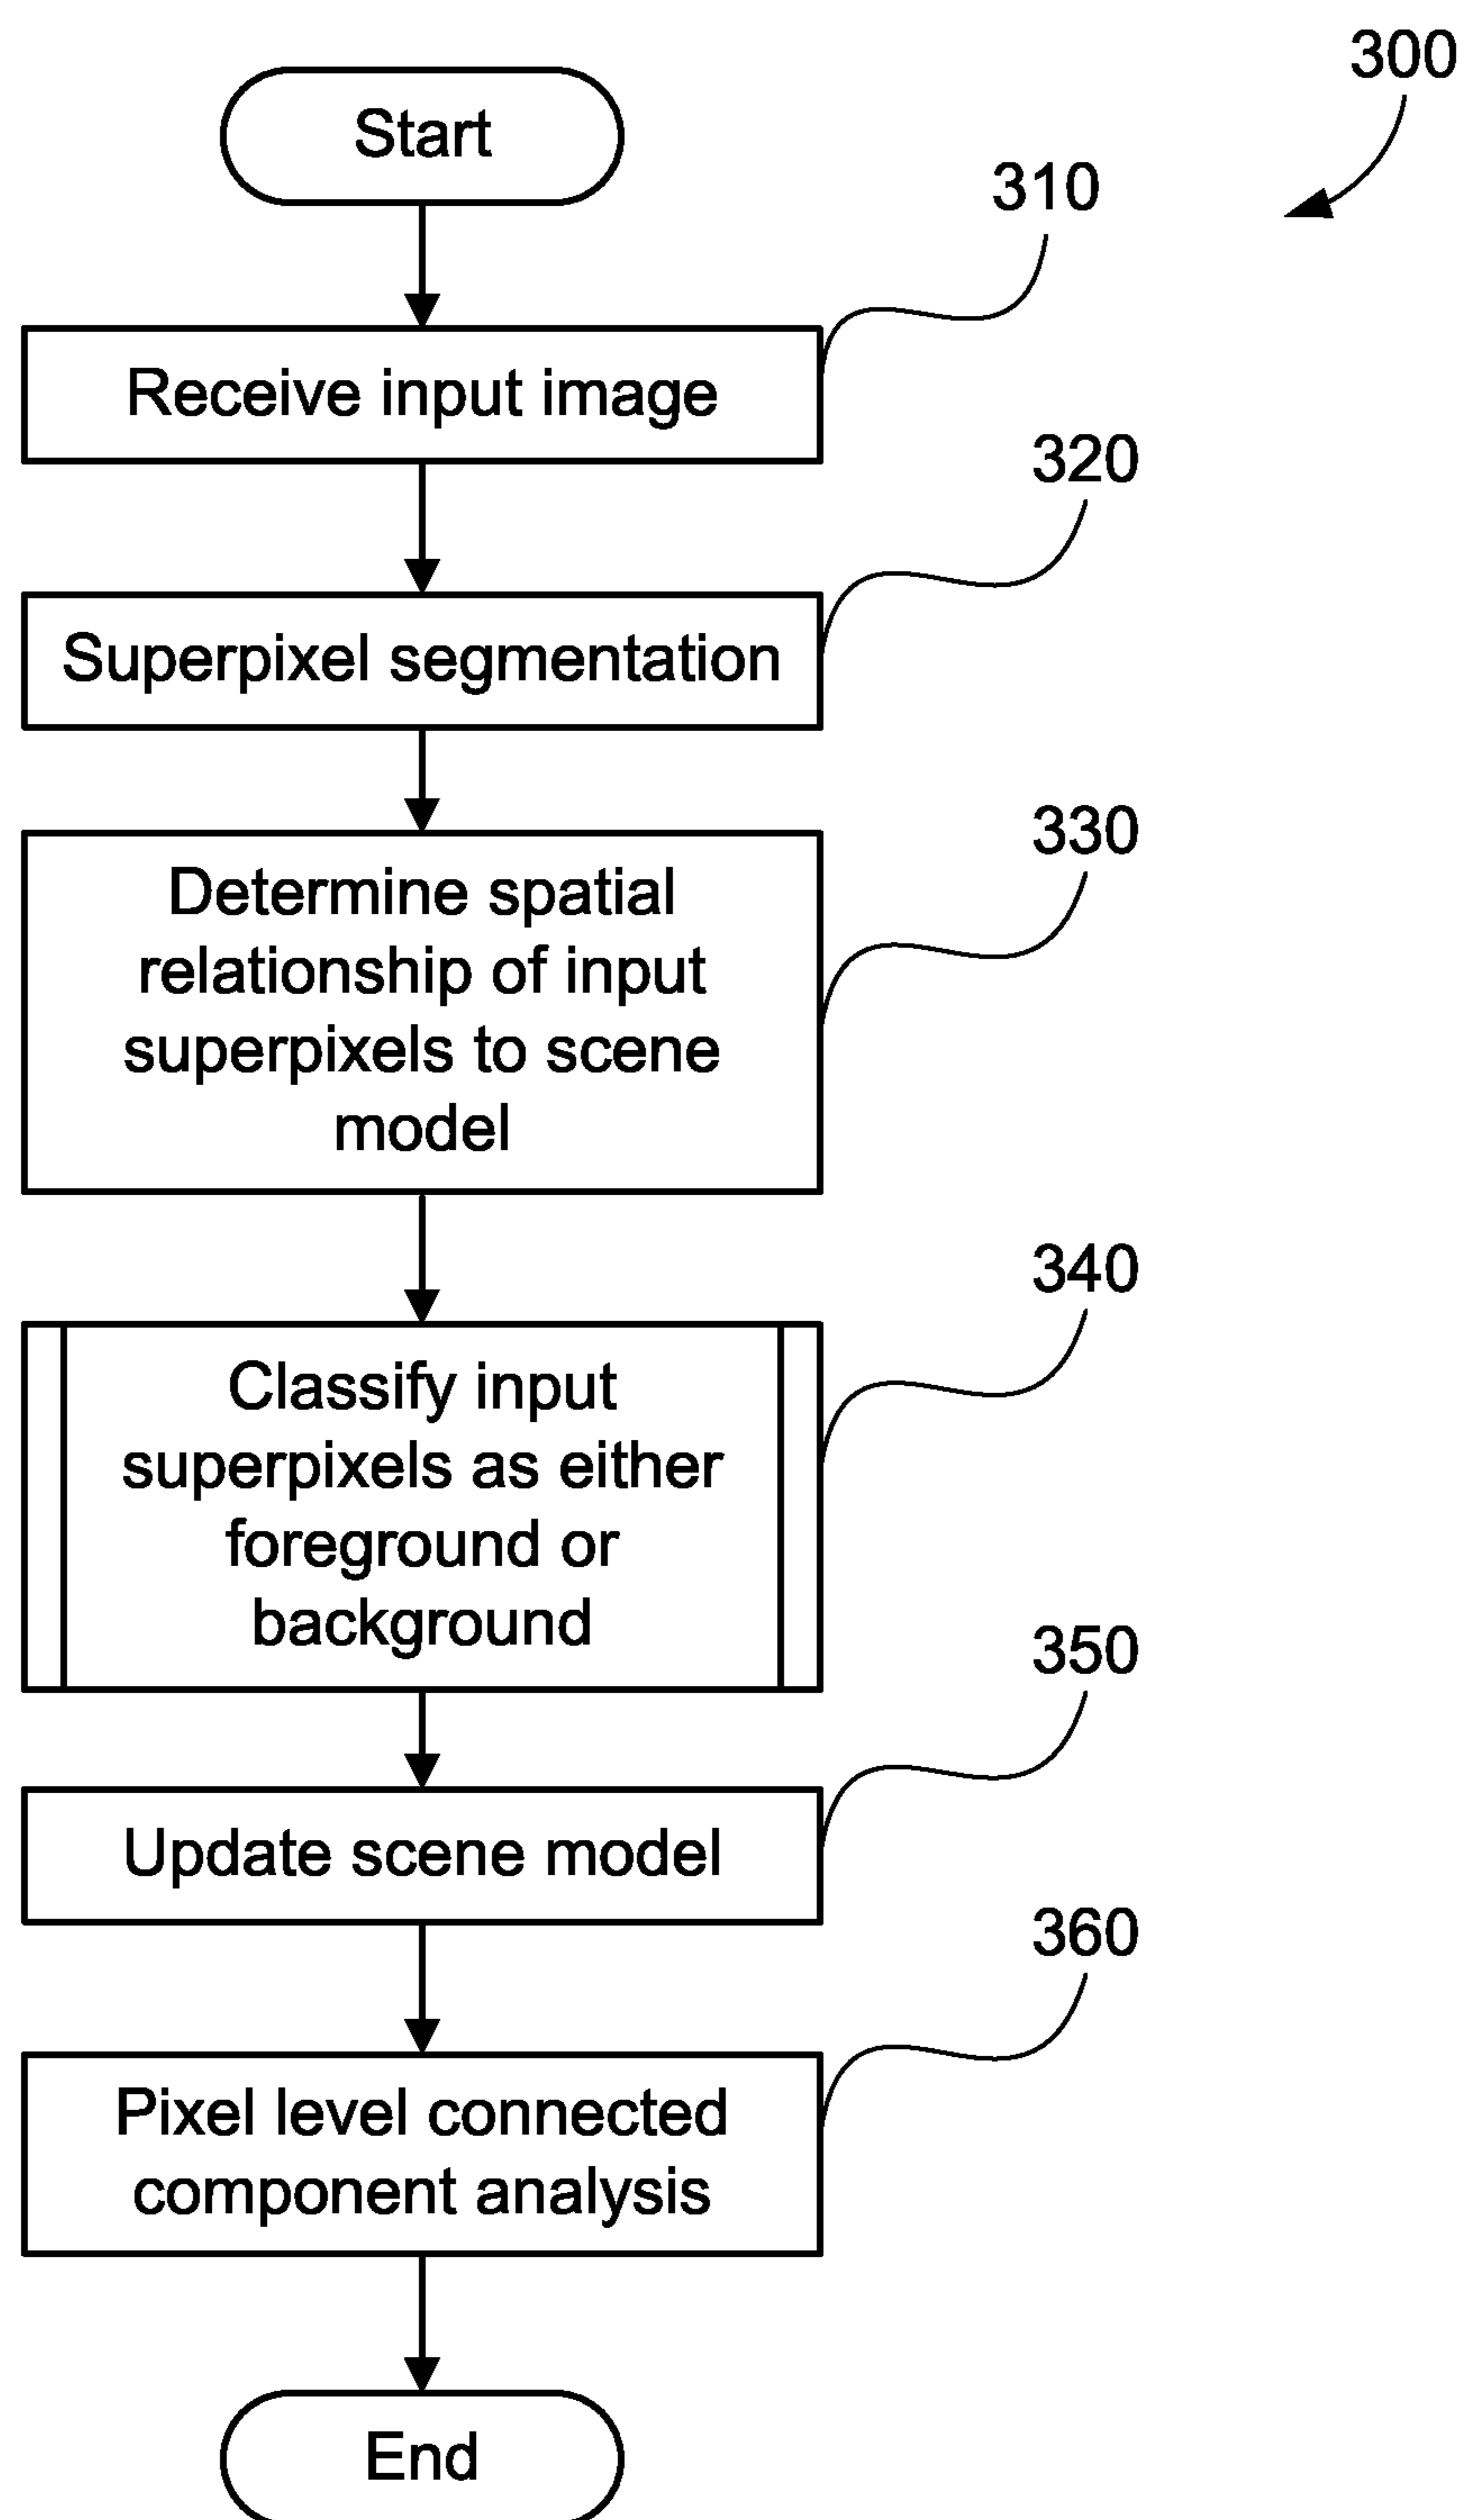 300
Start
310
Receive input image
320
Superpixel segmentation
330
Determine spatial
relationship of input
superpixels to scene
model
340
Classify input
superpixels as either
foreground or
background
350
Update scene model
360
Pixel level connected
component analysis
End